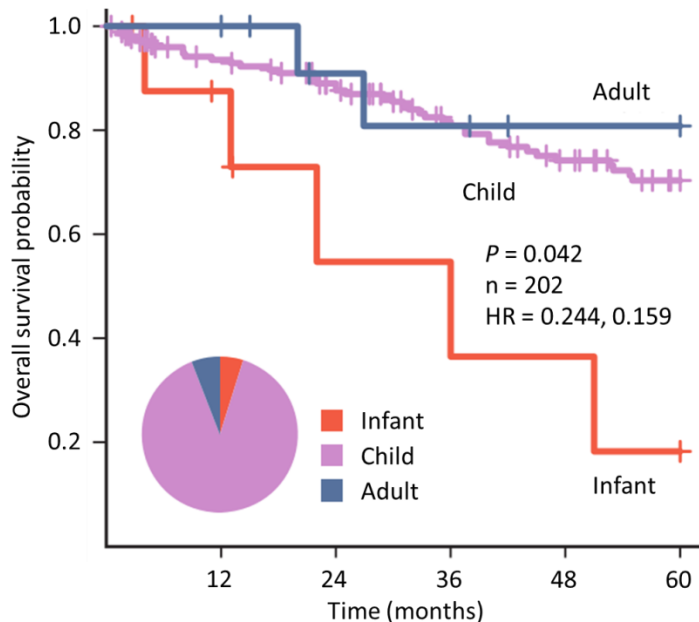 Overall survival probability
1.0
0.8
0.6
0.4
0.2
Adult
Child
P = 0.042
n = 202
HR = 0.244, 0.159
Infant
Child
Adult
Infant
12
24
36
48
60
Time (months)